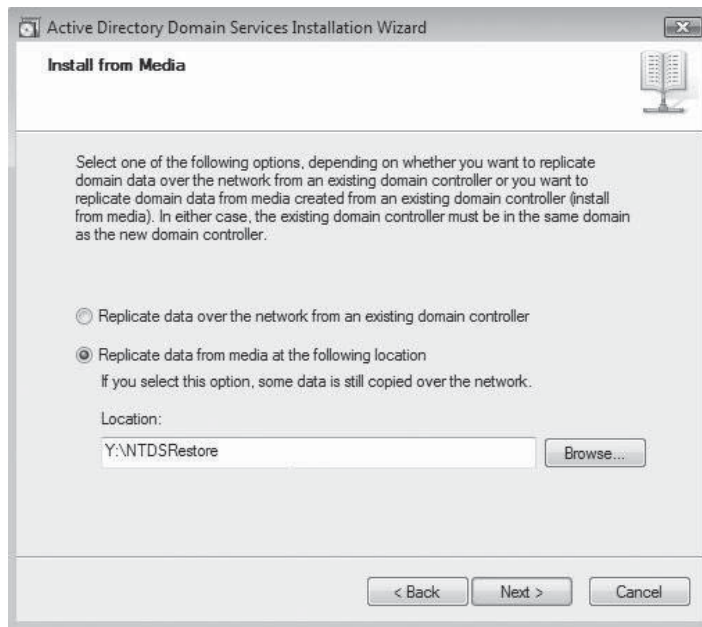 Active Directory Domain Services Installation Wizard
Install from Media
Select one of the following options, depending on whether you want to replicate
domain data over the network from an existing domain controller or you want to
replicate domain data from media created from an existing domain controller (install
from media). In either case, the existing domain controller must be in the same domain
as the new domain controller.
Replicate data over the network from an existing domain controller
Replicate data from media at the following location
If you select this option, some data is still copied over the network.
Location:
Y:\NTDSRestore
Browse...
< Back
Next >
Cancel